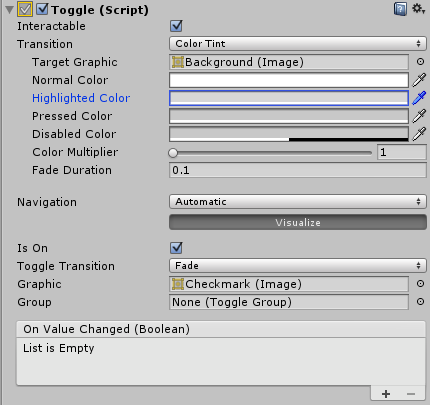 Toggle (Script)
Interactable
Transition Color Tint
Target Graphic Background (Image)
Normal Color
Highlighted Color
Pressed Color
Disabled Color
Color Multiplier 1
Fade Duration 0.1
Navigation Automatic
Visualize
Is On
Toggle Transition Fade
Graphic Checkmark (Image)
Group None (Toggle Group)
On Value Changed (Boolean)
List is Empty